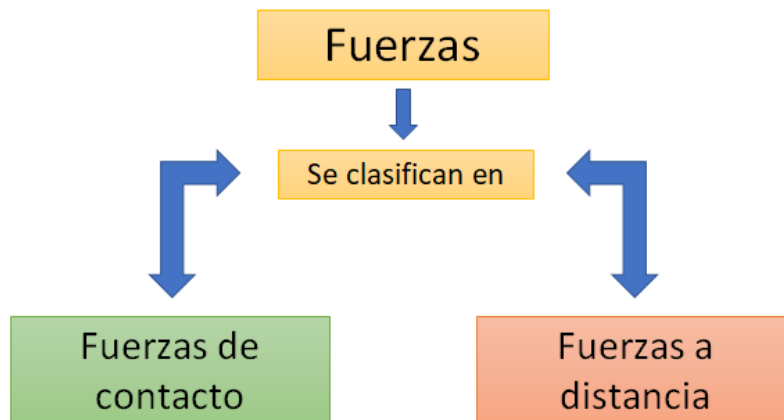 Fuerzas
Se clasifican en
Fuerzas de
contacto
Fuerzas a
distancia